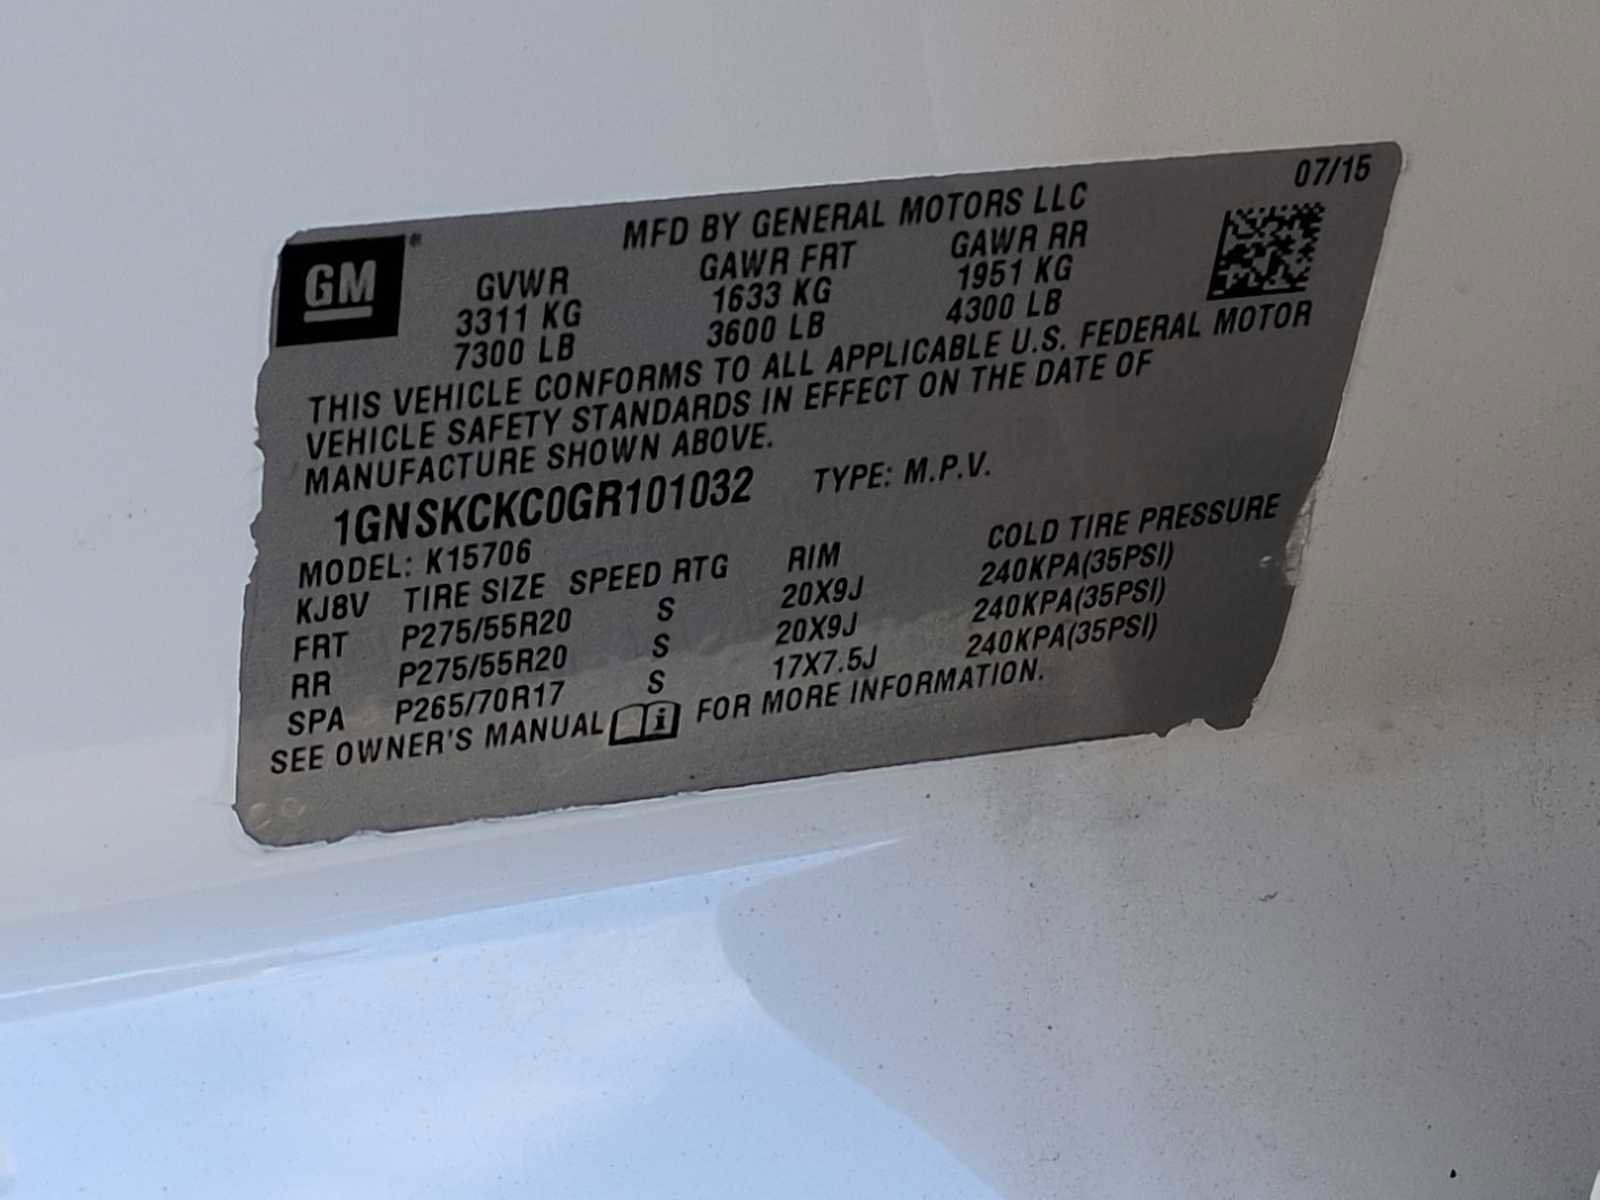 07/15
MFD BY GENERAL MOTORS LLC
GM
GVWR GAWR FRT GAWR RR
3311 KG 1633 KG 1951 KG
7300 LB 3600 LB 4300 LB
THIS VEHICLE CONFORMS TO ALL APPLICABLE U.S. FEDERAL MOTOR
VEHICLE SAFETY STANDARDS IN EFFECT ON THE DATE OF
MANUFACTURE SHOWN ABOVE.
1GNSKCKC0GR101032 TYPE: M.P.V.
MODEL: K15706
KJ8V TIRE SIZE SPEED RTG RIM COLD TIRE PRESSURE
FRT P275/55R20 S 20X9J 240KPA(35PSI)
RR P275/55R20 S 20X9J 240KPA(35PSI)
SPA P265/70R17 S 17X7.5J 240KPA(35PSI)
SEE OWNER'S MANUAL i FOR MORE INFORMATION.